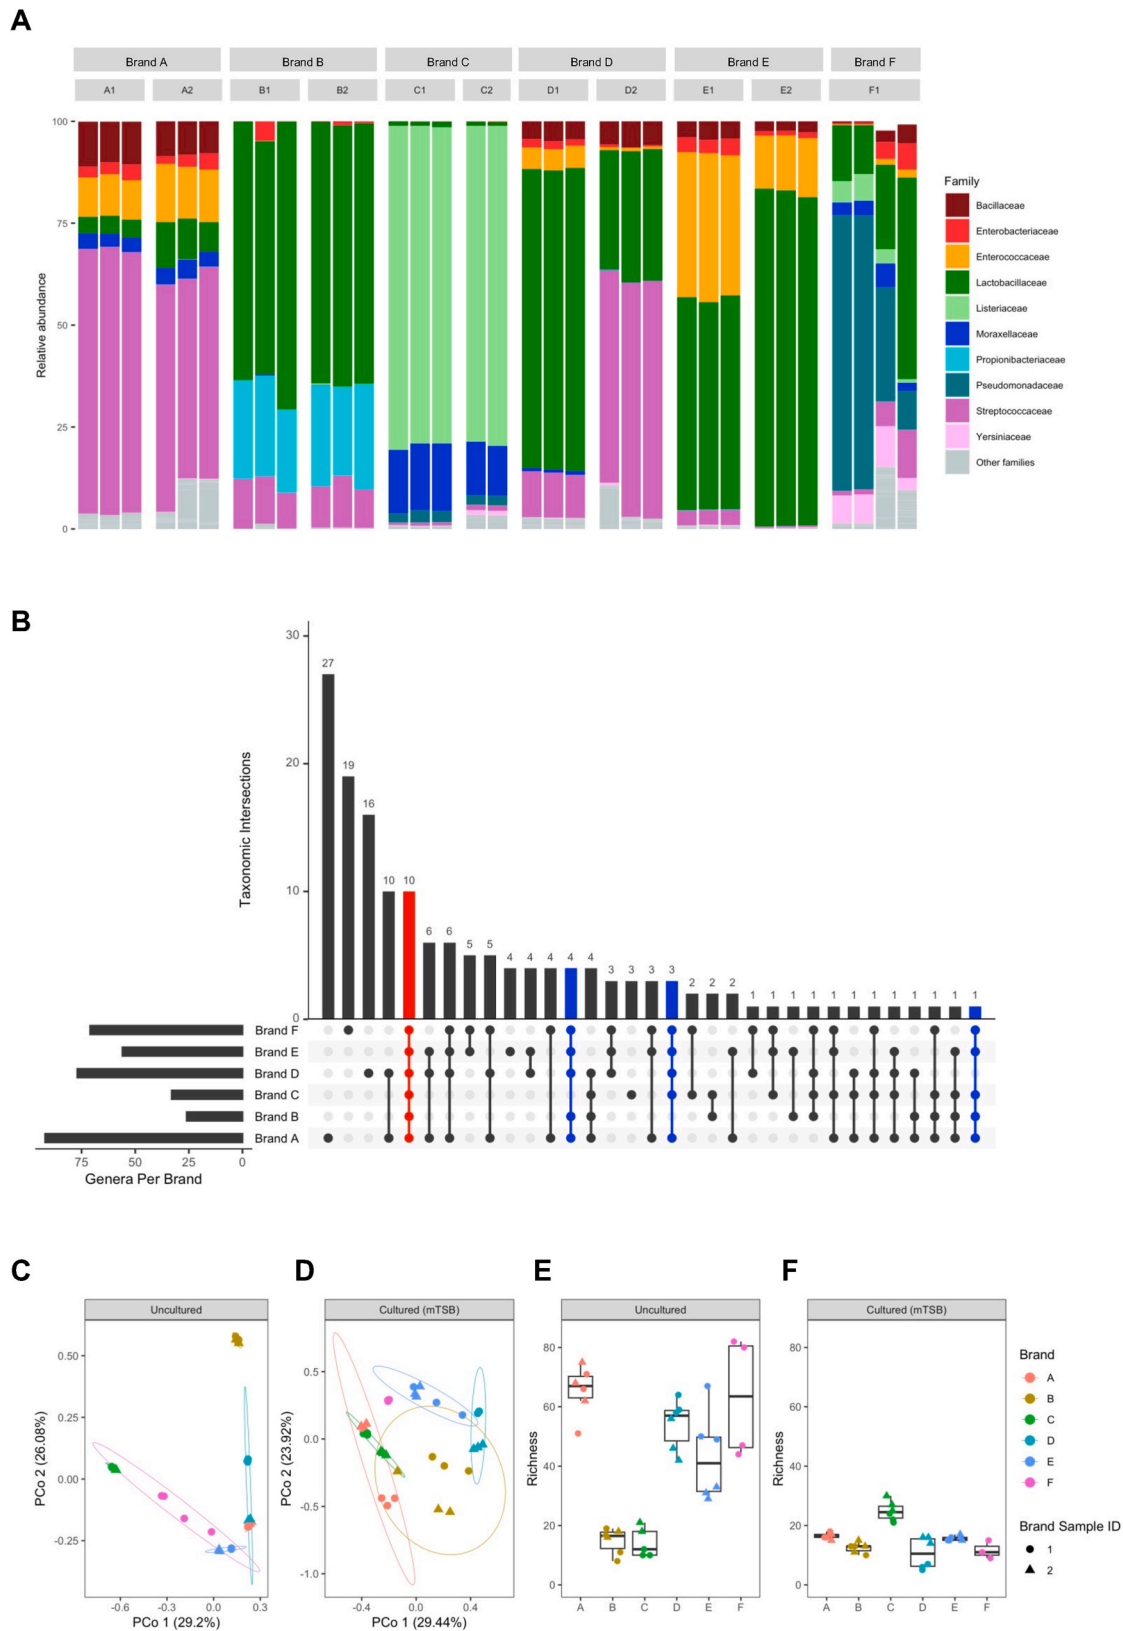 A
Brand A Brand B Brand C Brand D Brand E Brand F
A1 A2 B1 B2 C1 C2 D1 D2 E1 E2 F1
100
75
50
25
0
Relative abundance
Family
Bacillaceae
Enterobacteriaceae
Enterococcaceae
Lactobacillaceae
Listeriaceae
Moraxellaceae
Propionibacteriaceae
Pseudomonadaceae
Streptococcaceae
Yersiniaceae
Other families
B
30
20
10
0
Taxonomic Intersections
27 19 16 10 10 6 6 5 5 4 4 4 4 4 3 3 3 3 2 2 2 1 1 1 1 1 1 1 1 1 1 1 1
Brand F
Brand E
Brand D
Brand C
Brand B
Brand A
75 50 25 0
Genera Per Brand
C
Uncultured
0.50
0.25
0.00
-0.25
PCo 2 (26.08%)
-0.6 -0.3 0.0 0.3
PCo 1 (29.2%)
D
Cultured (mTSB)
0.5
0.0
-0.5
-1.0
PCo 2 (23.92%)
-0.4 0.0 0.4
PCo 1 (29.44%)
E
Uncultured
80
60
40
20
0
Richness
A B C D E F
F
Cultured (mTSB)
80
60
40
20
0
Richness
A B C D E F
Brand
A
B
C
D
E
F
Brand Sample ID
1
2